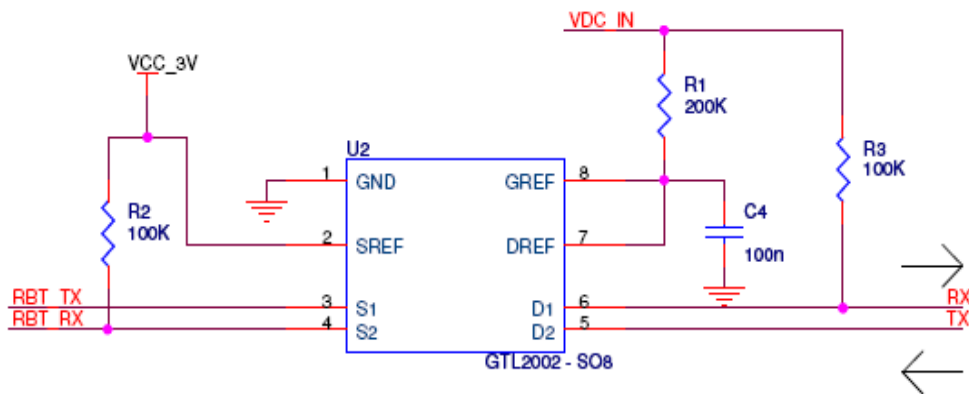 VDC_IN
VCC_3V
R1
200K
U2
R3
100K
1
GND
GREF
8
R2
100K
C4
100n
2
SREF
DREF
7
RBT_TX
3
S1
D1
6
RX
RBT_RX
4
S2
D2
5
TX
GTL2002 - SO8